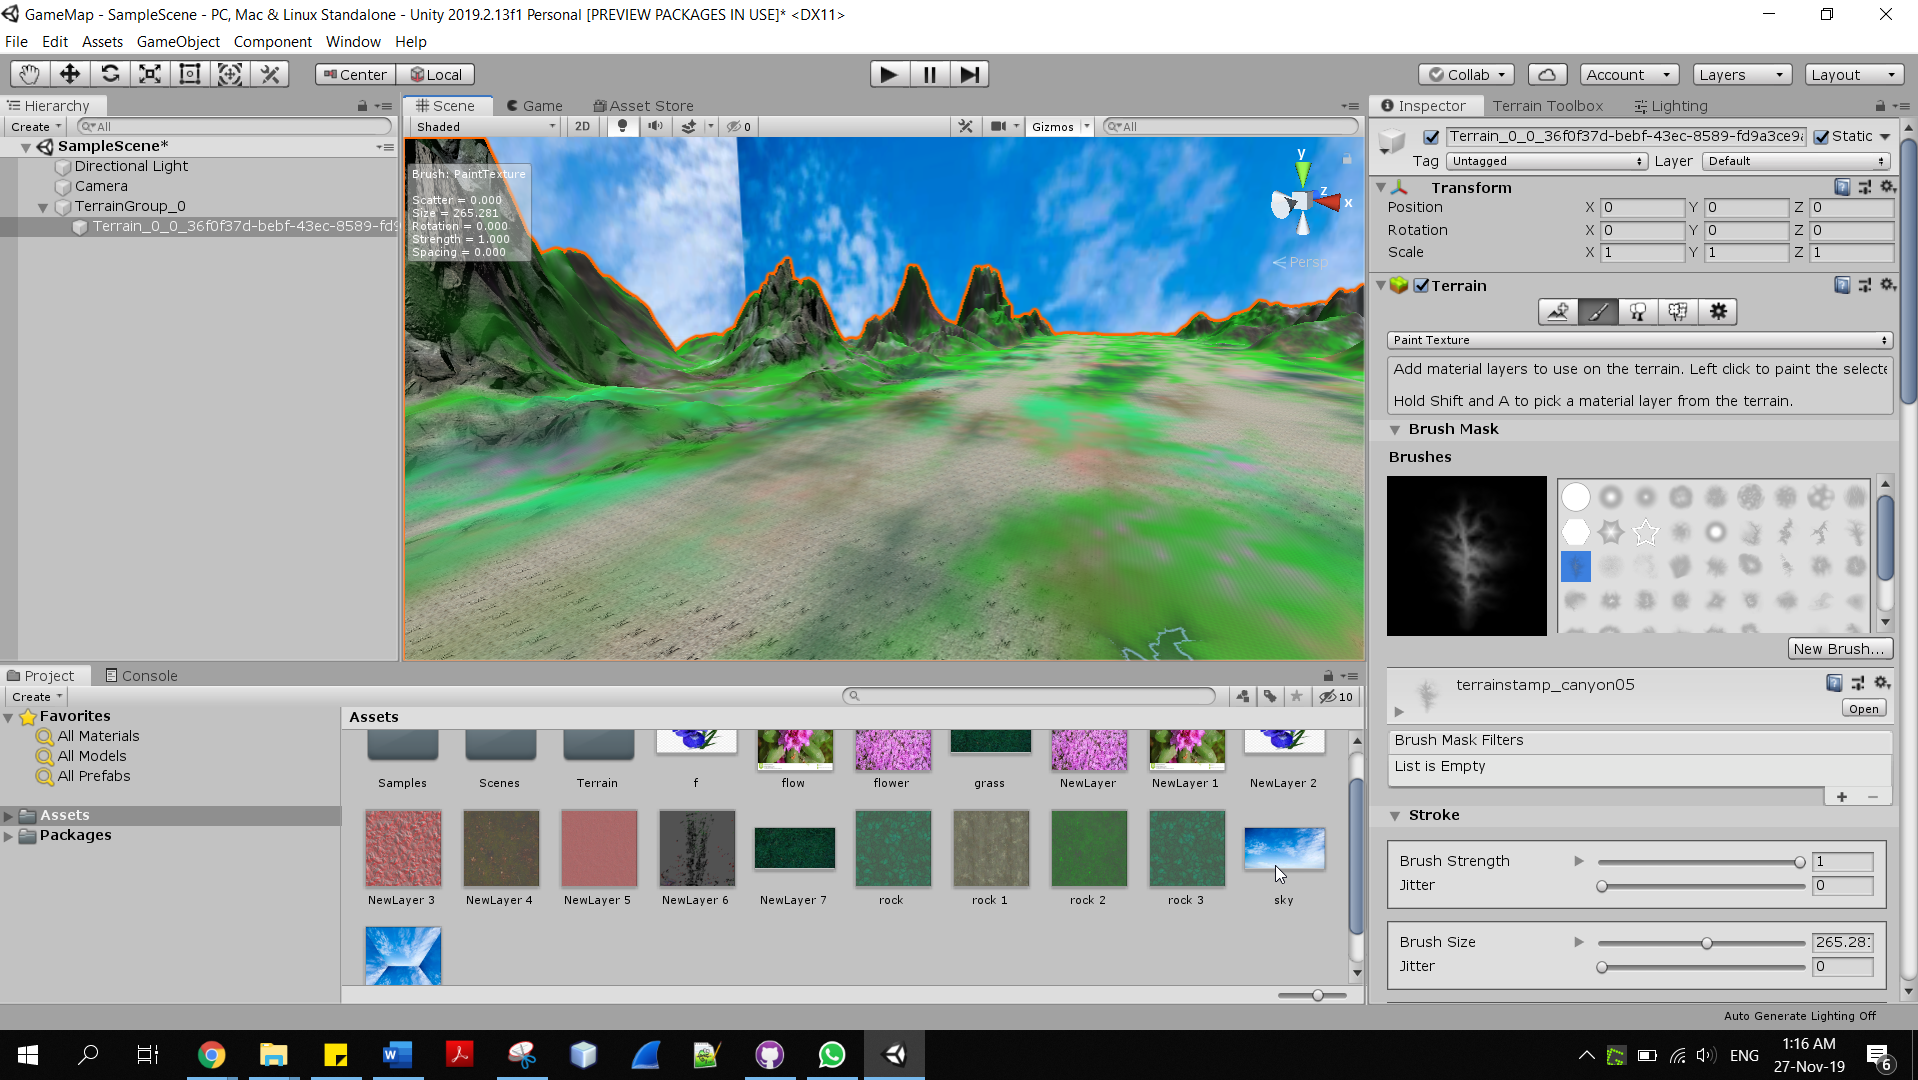 GameMap - SampleScene - PC, Mac & Linux Standalone - Unity 2019.2.13f1 Personal [PREVIEW PACKAGES IN USE]* <DX11>
File Edit Assets GameObject Component Window Help
Center Local
Collab Account Layers Layout
Hierarchy
Create All
SampleScene*
Directional Light
Camera
TerrainGroup_0
Terrain_0_0_36f0f37d-bebf-43ec-8589-fd9
Scene Game Asset Store
Shaded 2D 0 Gizmos All
Brush: PaintTexture
Scatter = 0.000
Size = 265.281
Rotation = 0.000
Strength = 1.000
Spacing = 0.000
y
z
x
Persp
Inspector Terrain Toolbox Lighting
Terrain_0_0_36f0f37d-bebf-43ec-8589-fd9a3ce9a Static
Tag Untagged Layer Default
Transform
Position X 0 Y 0 Z 0
Rotation X 0 Y 0 Z 0
Scale X 1 Y 1 Z 1
Terrain
Paint Texture
Add material layers to use on the terrain. Left click to paint the selecte
Hold Shift and A to pick a material layer from the terrain.
Brush Mask
Brushes
New Brush...
terrainstamp_canyon05
Open
Brush Mask Filters
List is Empty
+ −
Stroke
Brush Strength 1
Jitter 0
Brush Size 265.281
Jitter 0
Project Console
Create 10
Favorites
All Materials
All Models
All Prefabs
Assets
Packages
Assets
Samples Scenes Terrain f flow flower grass NewLayer NewLayer 1 NewLayer 2
NewLayer 3 NewLayer 4 NewLayer 5 NewLayer 6 NewLayer 7 rock rock 1 rock 2 rock 3 sky
Auto Generate Lighting Off
ENG
1:16 AM
27-Nov-19
6